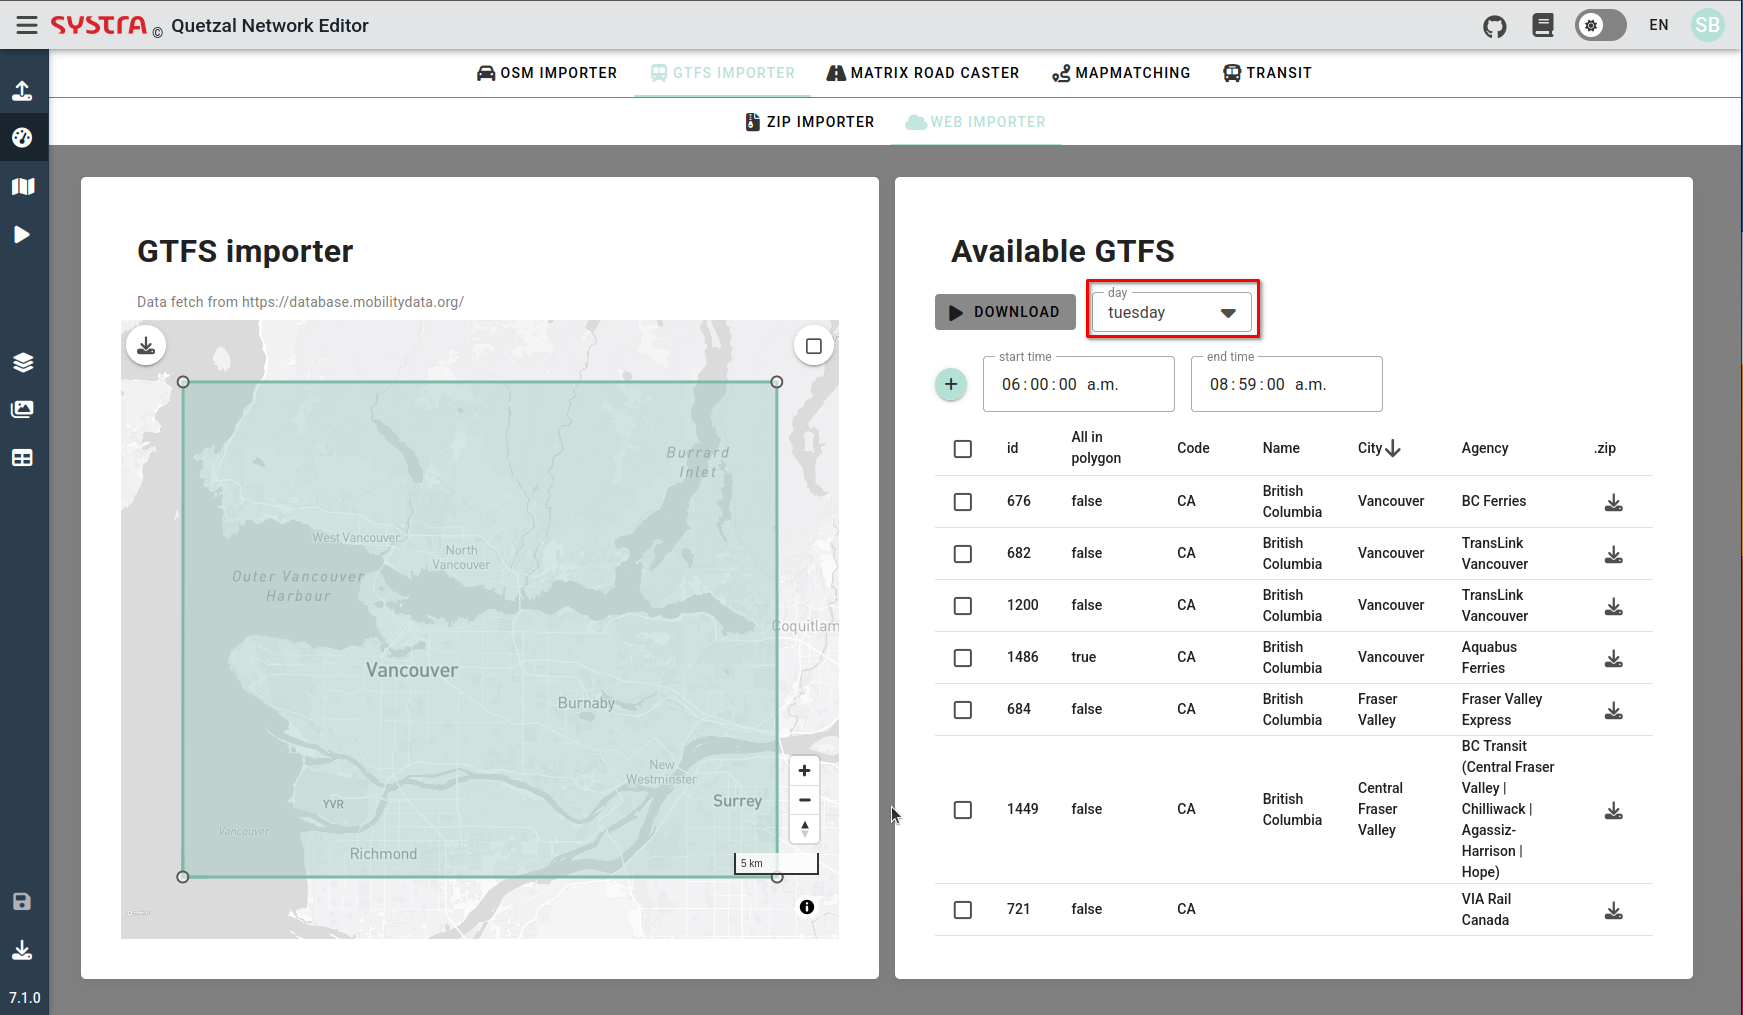 SYSTRA © Quetzal Network Editor EN SB
OSM IMPORTER GTFS IMPORTER MATRIX ROAD CASTER MAPMATCHING TRANSIT
ZIP IMPORTER WEB IMPORTER
GTFS importer
Data fetch from https://database.mobilitydata.org/
Burrard
Inlet
West Vancouver
North
Vancouver
Outer Vancouver
Harbour
Coquitlam
Vancouver
Burnaby
New
Westminster
Surrey
YVR
Vancouver
Richmond
5 km
7.1.0
Available GTFS
DOWNLOAD
day
tuesday
start time
06:00:00 a.m.
end time
08:59:00 a.m.
id All in polygon Code Name City Agency .zip
676 false CA British Columbia Vancouver BC Ferries
682 false CA British Columbia Vancouver TransLink Vancouver
1200 false CA British Columbia Vancouver TransLink Vancouver
1486 true CA British Columbia Vancouver Aquabus Ferries
684 false CA British Columbia Fraser Valley Fraser Valley Express
1449 false CA British Columbia Central Fraser Valley BC Transit (Central Fraser Valley | Chilliwack | Agassiz-Harrison | Hope)
721 false CA VIA Rail Canada